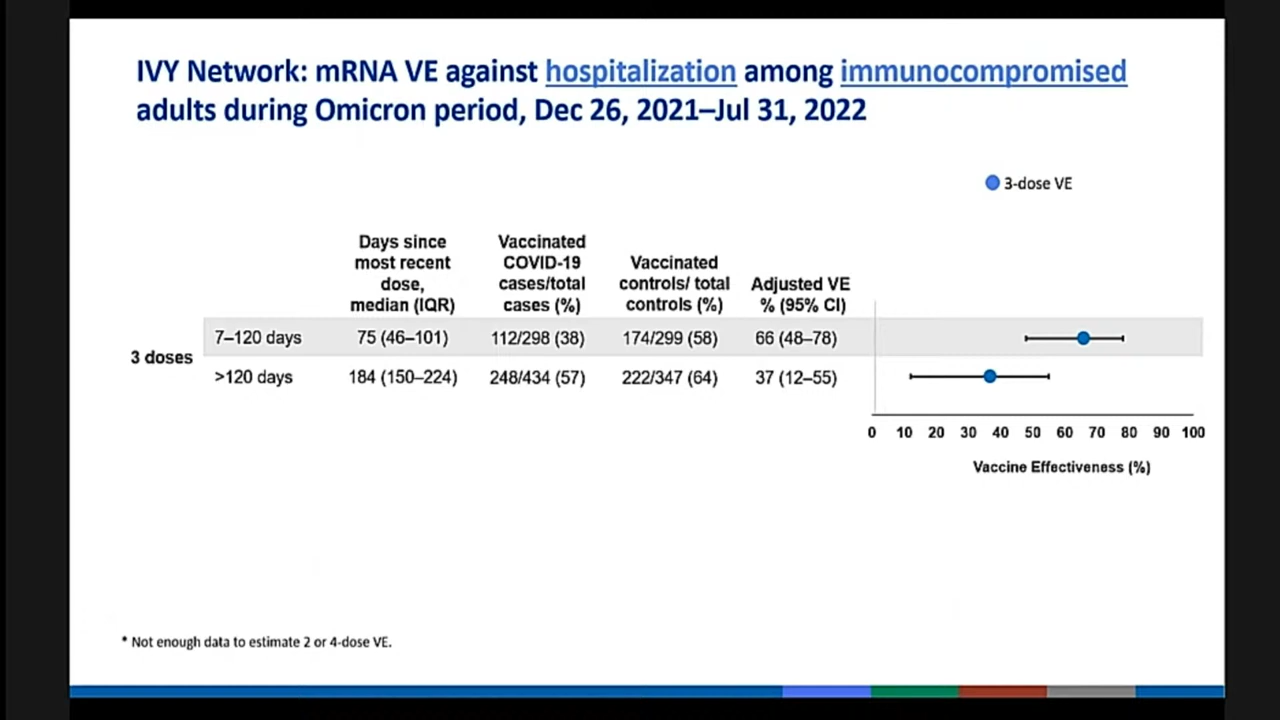 IVY Network: mRNA VE against hospitalization among immunocompromised
adults during Omicron period, Dec 26, 2021–Jul 31, 2022
3-dose VE
Days since
most recent
dose,
median (IQR)
Vaccinated
COVID-19
cases/total
cases (%)
Vaccinated
controls/ total
controls (%)
Adjusted VE
% (95% CI)
3 doses
7–120 days 75 (46–101) 112/298 (38) 174/299 (58) 66 (48–78)
>120 days 184 (150–224) 248/434 (57) 222/347 (64) 37 (12–55)
0 10 20 30 40 50 60 70 80 90 100
Vaccine Effectiveness (%)
* Not enough data to estimate 2 or 4-dose VE.